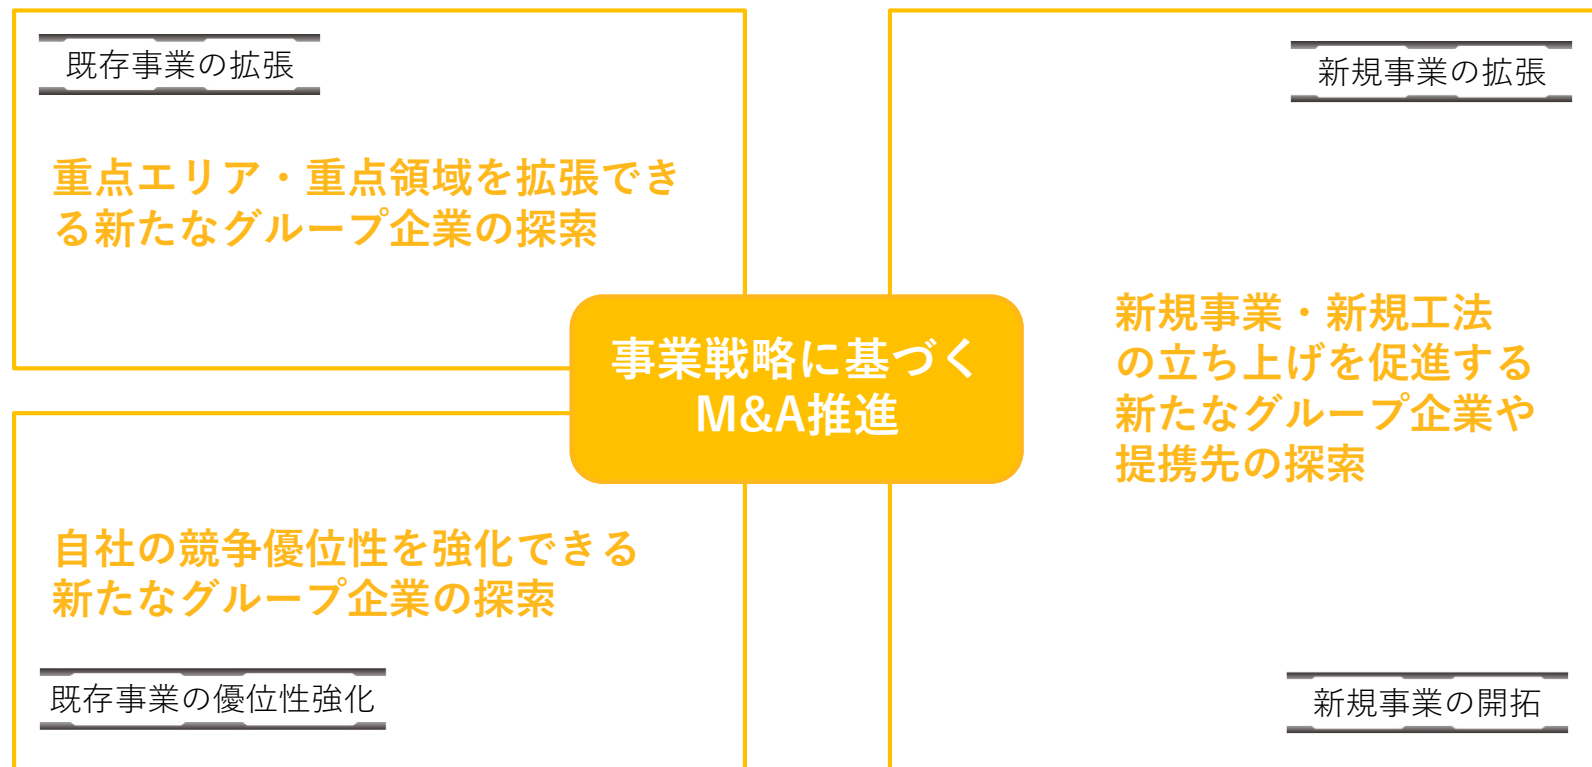 既存事業の拡張
重点エリア・重点領域を拡張でき
る新たなグループ企業の探索
新規事業の拡張
事業戦略に基づく
M&A推進
新規事業・新規工法
の立ち上げを促進する
新たなグループ企業や
提携先の探索
自社の競争優位性を強化できる
新たなグループ企業の探索
既存事業の優位性強化
新規事業の開拓